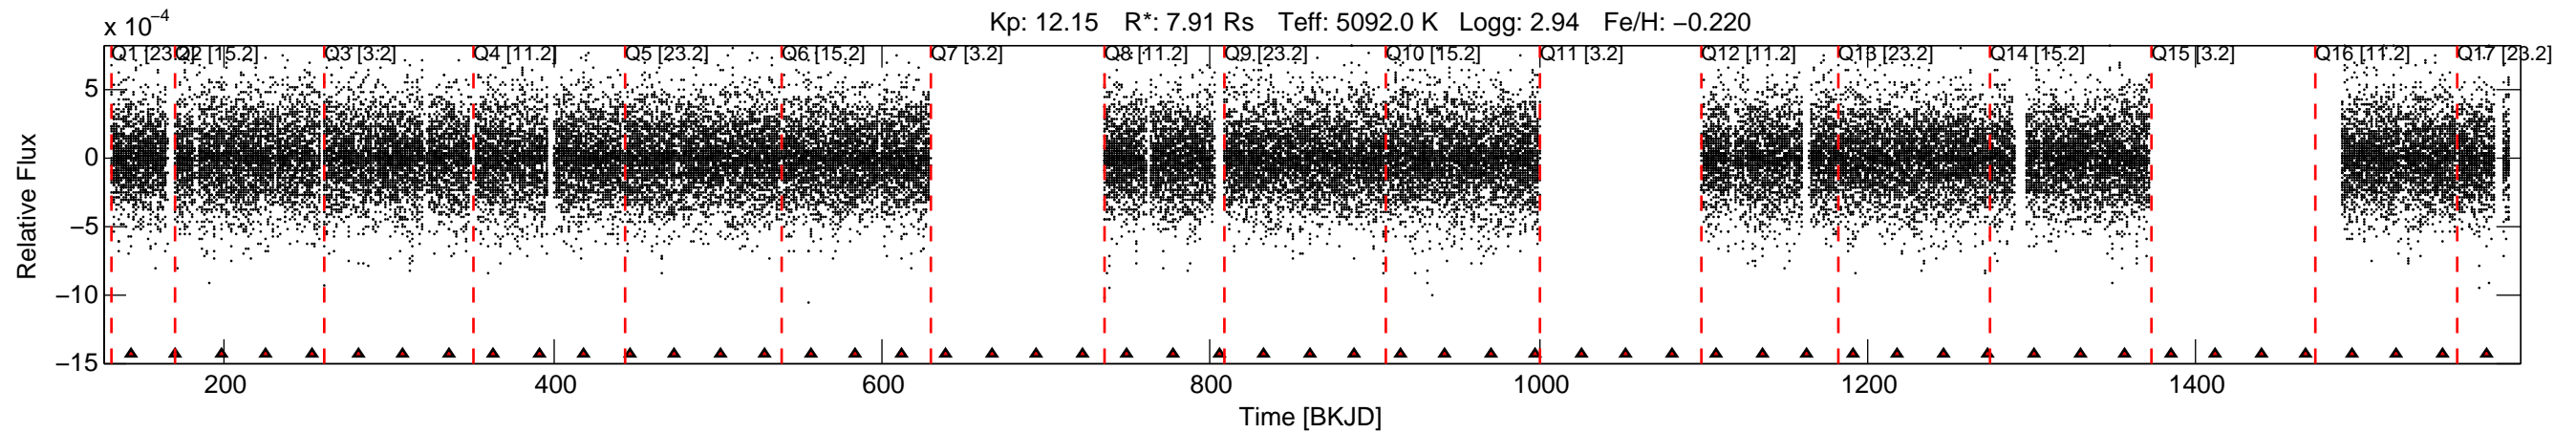 Kp: 12.15 R*: 7.91 Rs Teff: 5092.0 K Logg: 2.94 Fe/H: −0.220
x 10−4
Q1 [23.2] Q2 [15.2] Q3 [3.2] Q4 [11.2] Q5 [23.2] Q6 [15.2] Q7 [3.2] Q8 [11.2] Q9 [23.2] Q10 [15.2] Q11 [3.2] Q12 [11.2] Q13 [23.2] Q14 [15.2] Q15 [3.2] Q16 [11.2] Q17 [23.2]
5
0
−5
−10
−15
Relative Flux
200 400 600 800 1000 1200 1400
Time [BKJD]